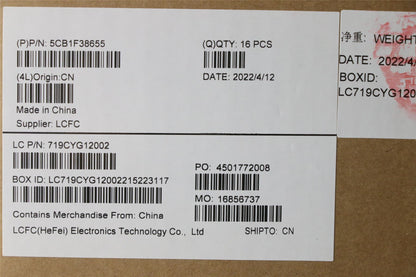 (P)P/N: 5CB1F38655
(Q)QTY: 16 PCS
(4L)Origin:CN
DATE: 2022/4/12
Made in China
Supplier: LCFC
LC P/N: 719CYG12002
PO: 4501772008
BOX ID: LC719CYG12002215223117
MO: 16856737
Contains Merchandise From: China
LCFC(HeFei) Electronics Technology Co., Ltd
SHIPTO: CN
净重: WEIGHT
DATE: 2022/4/
BOXID:
LC719CYG1200